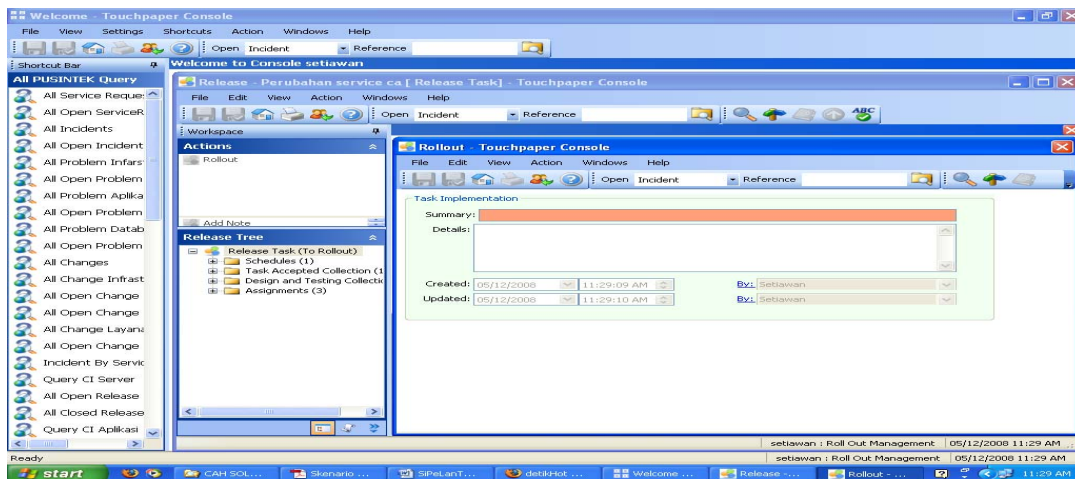 Welcome - Touchpaper Console
File View Settings Shortcuts Action Windows Help
Open Incident Reference
Shortcut Bar
Welcome to Console setiawan
All PUSINTEK Query
All Service Reque
All Open ServiceR
All Incidents
All Open Incident
All Problem Infars
All Open Problem
All Problem Aplika
All Open Problem
All Problem Datab
All Open Problem
All Changes
All Change Infrast
All Open Change
All Open Change
All Change Layana
All Open Change
Incident By Servic
Query CI Server
All Open Release
All Closed Release
Query CI Aplikasi
Release - Perubahan service ca [ Release Task] - Touchpaper Console
File Edit View Action Windows Help
Open Incident Reference
ABC
Workspace
Actions
Rollout
Add Note
Release Tree
Release Task (To Rollout)
Schedules (1)
Task Accepted Collection (1
Design and Testing Collectic
Assignments (3)
Rollout - Touchpaper Console
File Edit View Action Windows Help
Open Incident Reference
Task Implementation
Summary:
Details:
Created: 05/12/2008 11:29:09 AM By: Setiawan
Updated: 05/12/2008 11:29:10 AM By: Setiawan
setiawan : Roll Out Management 05/12/2008 11:29 AM
Ready
setiawan : Roll Out Management 05/12/2008 11:29 AM
start CAH SOL... Skenario ... SiPeLanT... detikHot ... Welcome ... Release -... Rollout - ... 11:29 AM